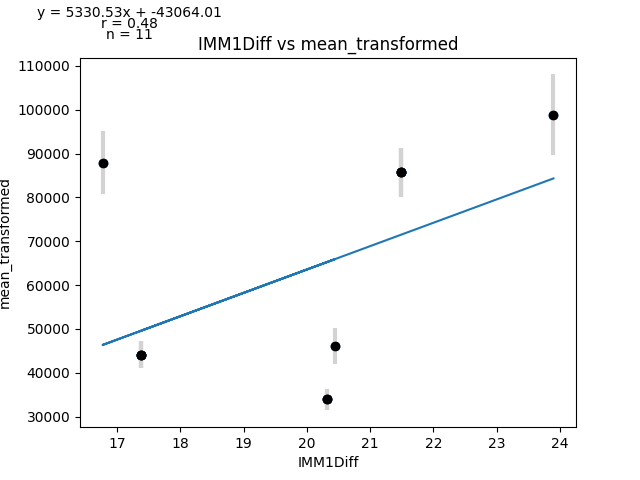 y = 5330.53x + -43064.01
r = 0.48
n = 11
IMM1Diff vs mean_transformed
110000
100000
90000
80000
70000
60000
50000
40000
30000
mean_transformed
17 18 19 20 21 22 23 24
IMM1Diff